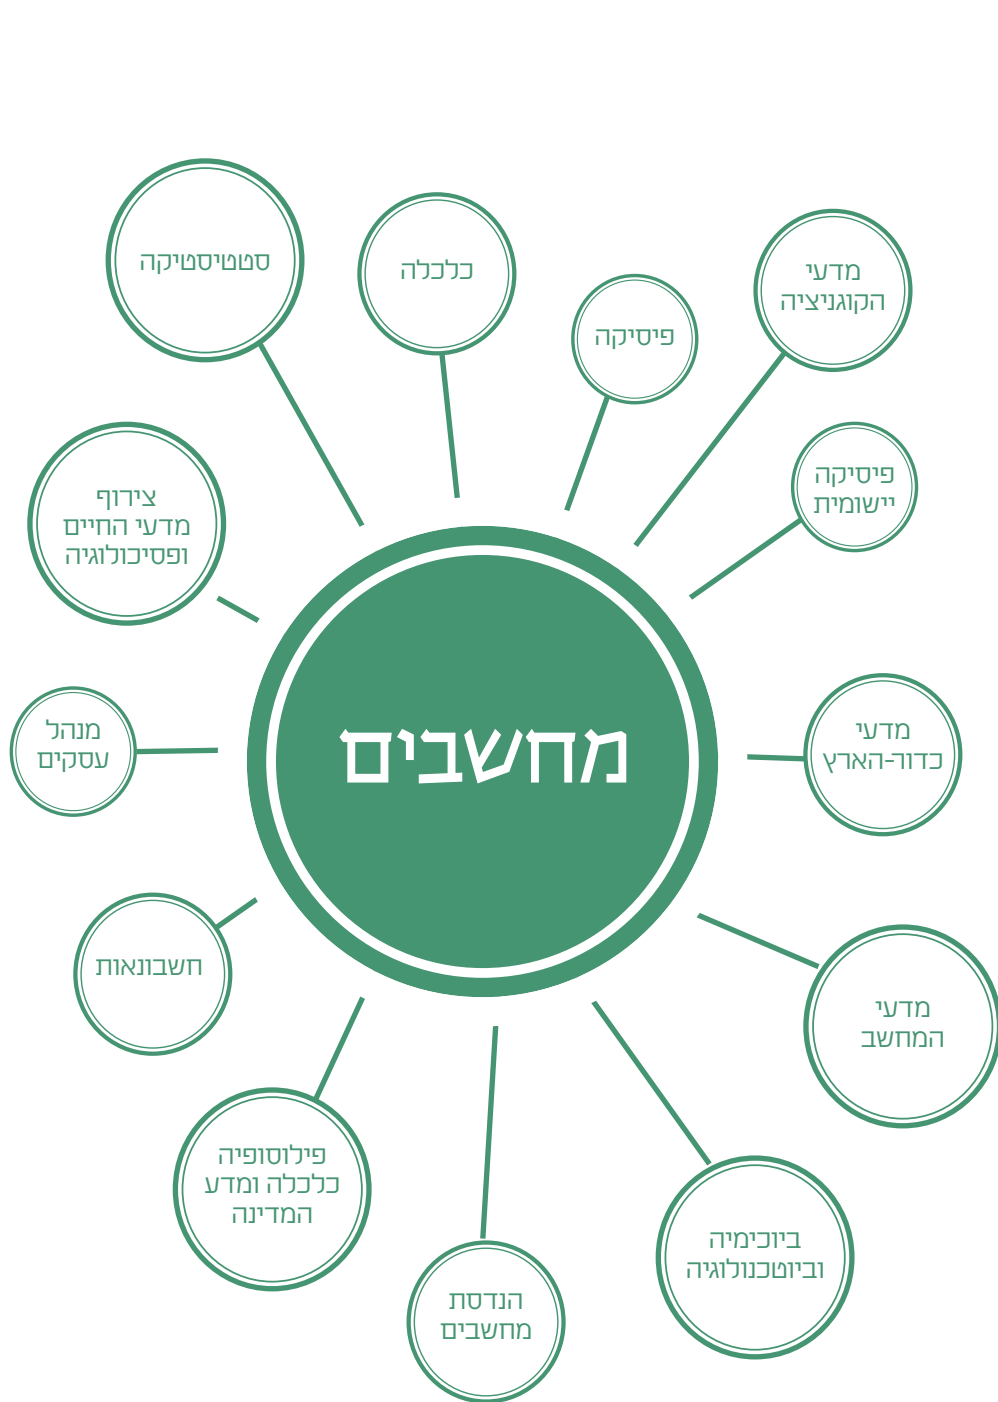 סטטיסטיקה
כלכלה
פיסיקה
מדעי
הקוגניציה
פיסיקה
יישומית
צירוף
מדעי החיים
ופסיכולוגיה
מחשבים
מנהל
עסקים
מדעי
כדור-הארץ
חשבונאות
מדעי
המחשב
פילוסופיה
כלכלה ומדע
המדינה
ביוכימיה
וביוטכנולוגיה
הנדסת
מחשבים